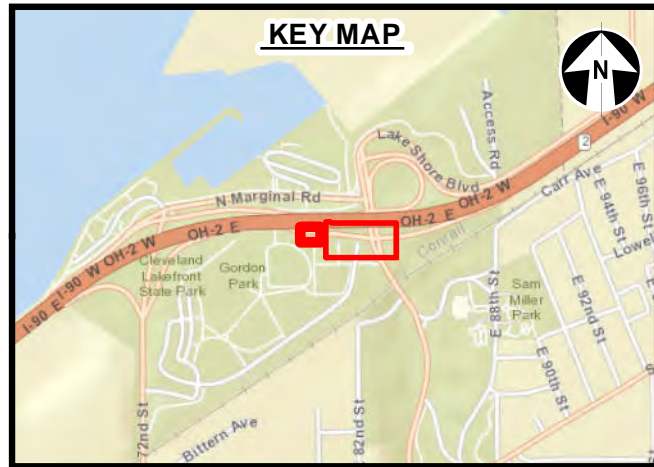 KEY MAP
N
Access Rd
I-90 W
2
Lake Shore Blvd
N Marginal Rd
OH-2 W
Carr Ave
E 96th St
E 94th St
OH-2 E
OH-2 E
Conrail
OH-2 W
Cleveland
Lakefront
State Park
Gordon
Park
I-90 W
I-90 E
E 88th St
Sam
Miller
Park
E 92nd St
E 90th St
72nd St
Bittern Ave
82nd St